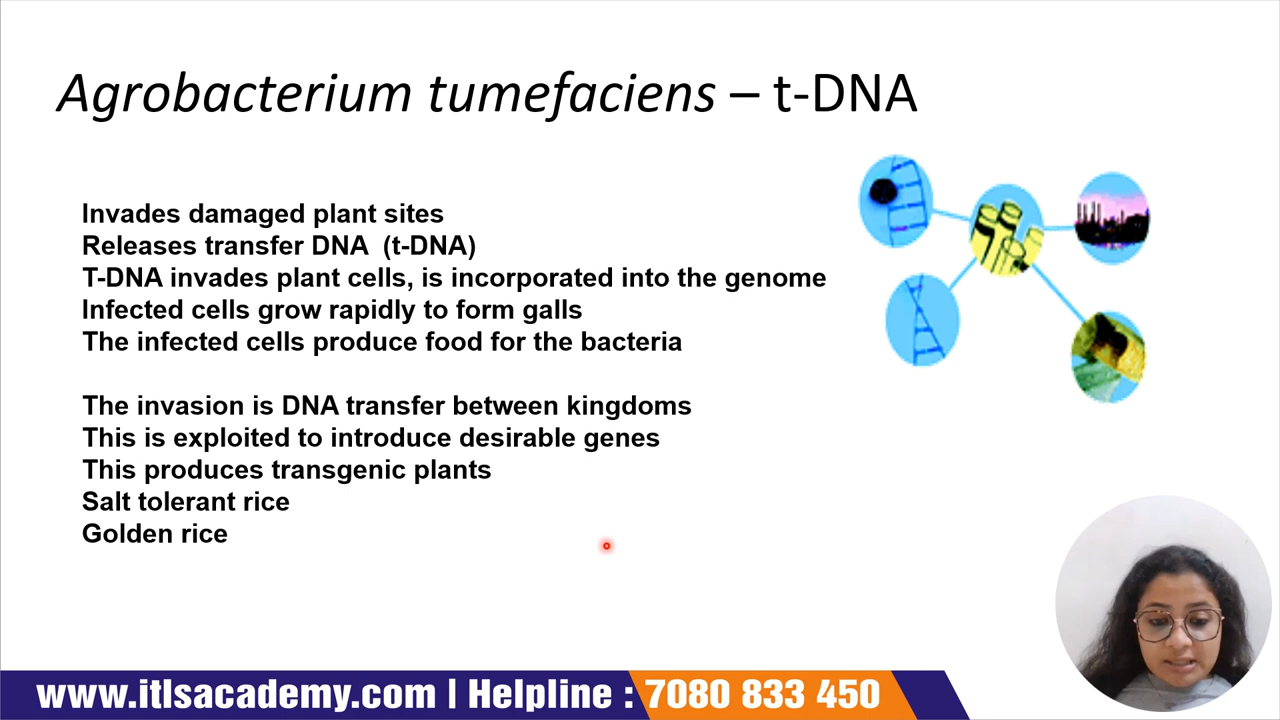 Agrobacterium tumefaciens – t-DNA
Invades damaged plant sites
Releases transfer DNA (t-DNA)
T-DNA invades plant cells, is incorporated into the genome
Infected cells grow rapidly to form galls
The infected cells produce food for the bacteria
The invasion is DNA transfer between kingdoms
This is exploited to introduce desirable genes
This produces transgenic plants
Salt tolerant rice
Golden rice
www.itlsacademy.com | Helpline : 7080 833 450